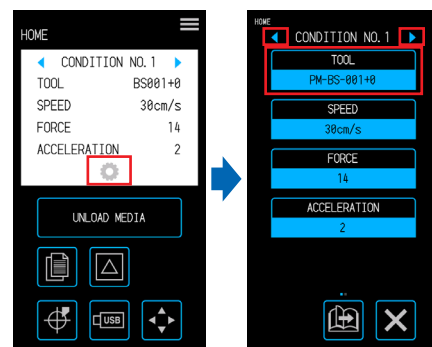 HOME
CONDITION NO. 1
TOOL BS001+0
SPEED 30cm/s
FORCE 14
ACCELERATION 2
UNLOAD MEDIA
USB
HOME
CONDITION NO. 1
TOOL
PM-BS-001+0
SPEED
30cm/s
FORCE
14
ACCELERATION
2